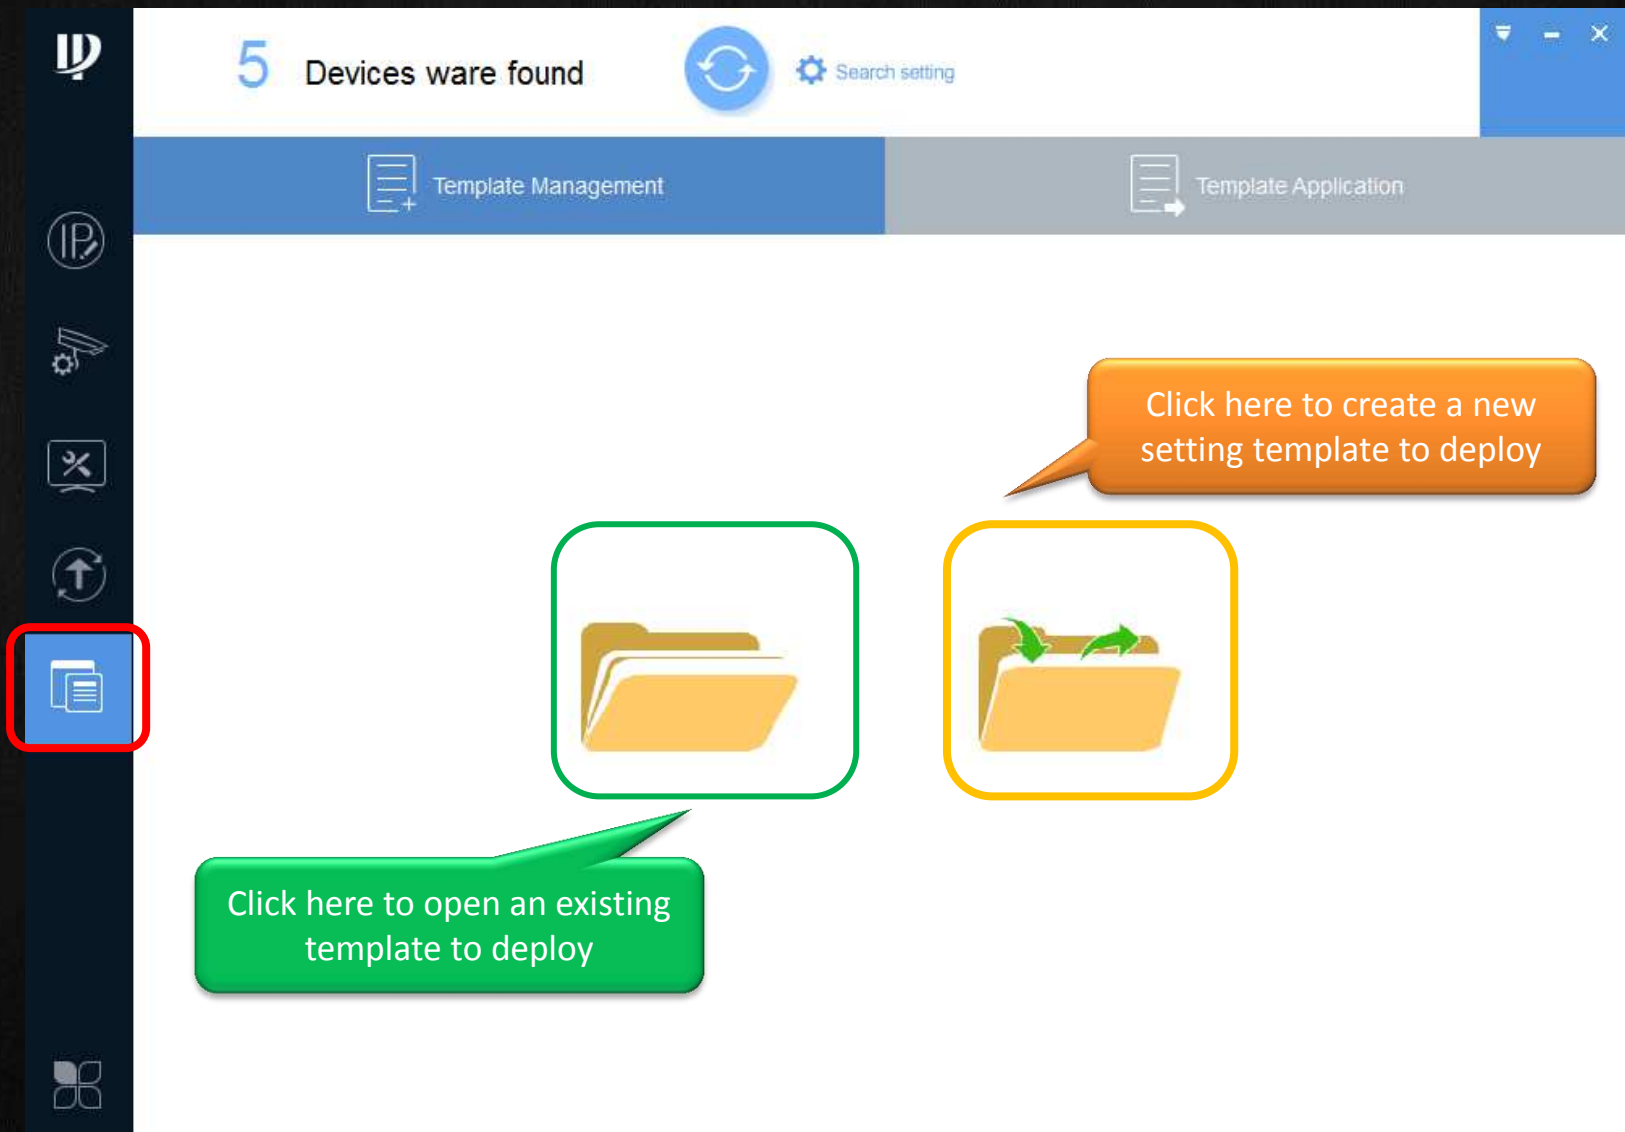 5 Devices ware found
Search setting
Template Management
Template Application
IP
Click here to create a new
setting template to deploy
Click here to open an existing
template to deploy